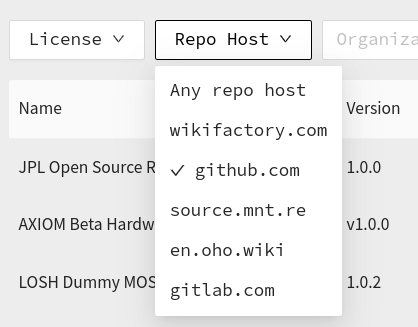 License
Repo Host
Organiza
Any repo host
wikifactory.com
✓ github.com
source.mnt.re
en.oho.wiki
gitlab.com
Name
Version
JPL Open Source R
1.0.0
AXIOM Beta Hardw
v1.0.0
LOSH Dummy MOS
1.0.2